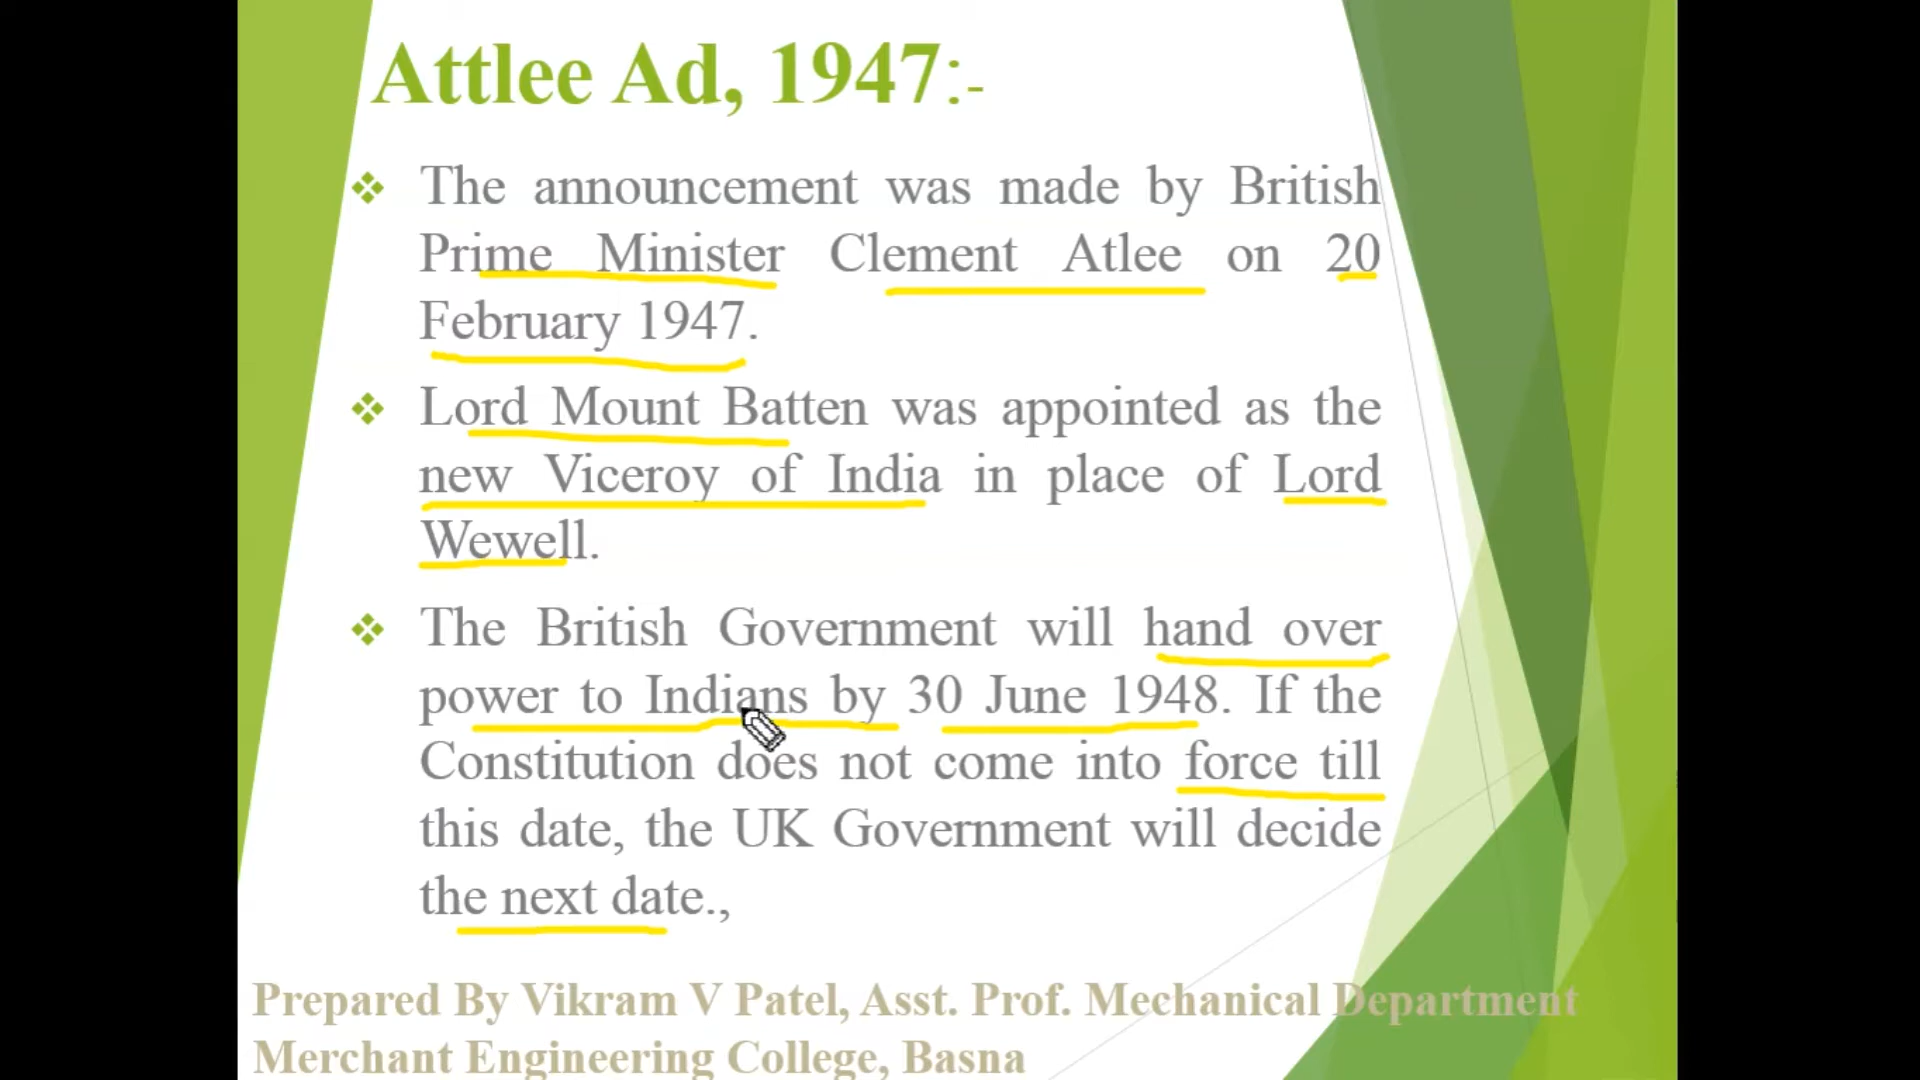 Attlee Ad, 1947:-
The announcement was made by British
Prime Minister Clement Atlee on 20
February 1947.
Lord Mount Batten was appointed as the
new Viceroy of India in place of Lord
Wewell.
The British Government will hand over
power to Indians by 30 June 1948. If the
Constitution does not come into force till
this date, the UK Government will decide
the next date.,
Prepared By Vikram V Patel, Asst. Prof. Mechanical Department
Merchant Engineering College, Basna